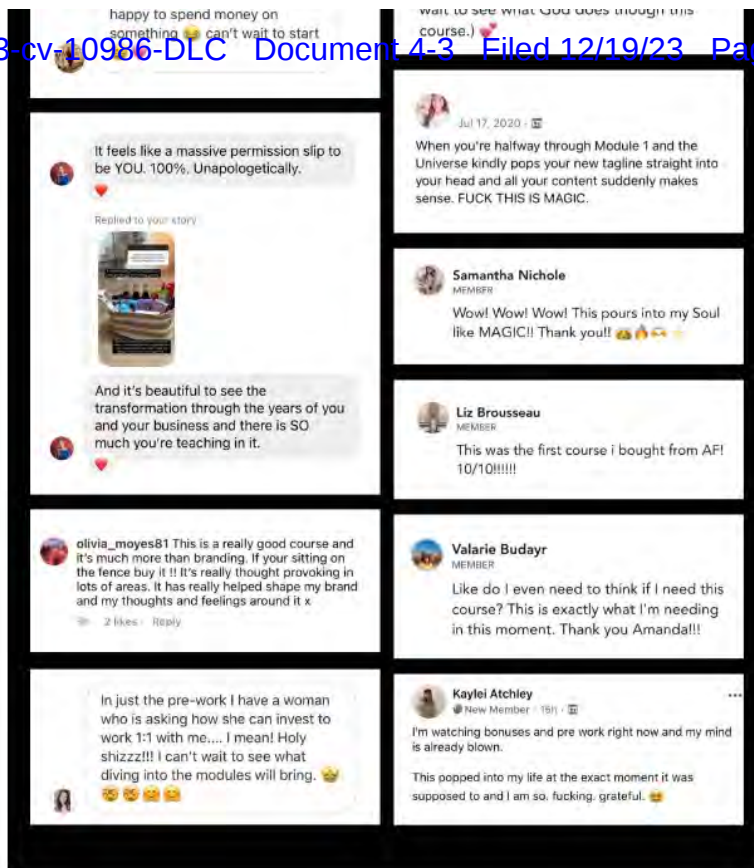 happy to spend money on
something 😄 can't wait to start
3-cv-10986-DLC Document 4-3 Filed 12/19/23 Pa
It feels like a massive permission slip to
be YOU. 100%. Unapologetically.
❤️
Replied to your story
And it's beautiful to see the
transformation through the years of you
and your business and there is SO
much you're teaching in it.
❤️
olivia_moyes81 This is a really good course and
it's much more than branding. If your sitting on
the fence buy it !! It's really thought provoking in
lots of areas. It has really helped shape my brand
and my thoughts and feelings around it x
2 likes Reply
In just the pre-work I have a woman
who is asking how she can invest to
work 1:1 with me.... I mean! Holy
shizzz!!! I can't wait to see what
diving into the modules will bring. 🤩
🤯🤯🤗🤗
wait to see what God does though this
course.) 💕
Jul 17, 2020 ·
When you're halfway through Module 1 and the
Universe kindly pops your new tagline straight into
your head and all your content suddenly makes
sense. FUCK THIS IS MAGIC.
Samantha Nichole
MEMBER
Wow! Wow! Wow! This pours into my Soul
like MAGIC!! Thank you!!
Liz Brousseau
MEMBER
This was the first course i bought from AF!
10/10!!!!!!
Valarie Budayr
MEMBER
Like do I even need to think if I need this
course? This is exactly what I'm needing
in this moment. Thank you Amanda!!!
Kaylei Atchley
New Member · 15h ·
I'm watching bonuses and pre work right now and my mind
is already blown.
This popped into my life at the exact moment it was
supposed to and I am so. fucking. grateful. 🤩